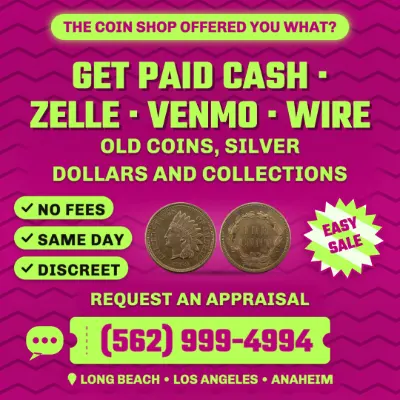 THE COIN SHOP OFFERED YOU WHAT?
GET PAID CASH ·
ZELLE · VENMO · WIRE
OLD COINS, SILVER
DOLLARS AND COLLECTIONS
✓ NO FEES
✓ SAME DAY
✓ DISCREET
EASY
SALE
REQUEST AN APPRAISAL
(562) 999-4994
LONG BEACH • LOS ANGELES • ANAHEIM